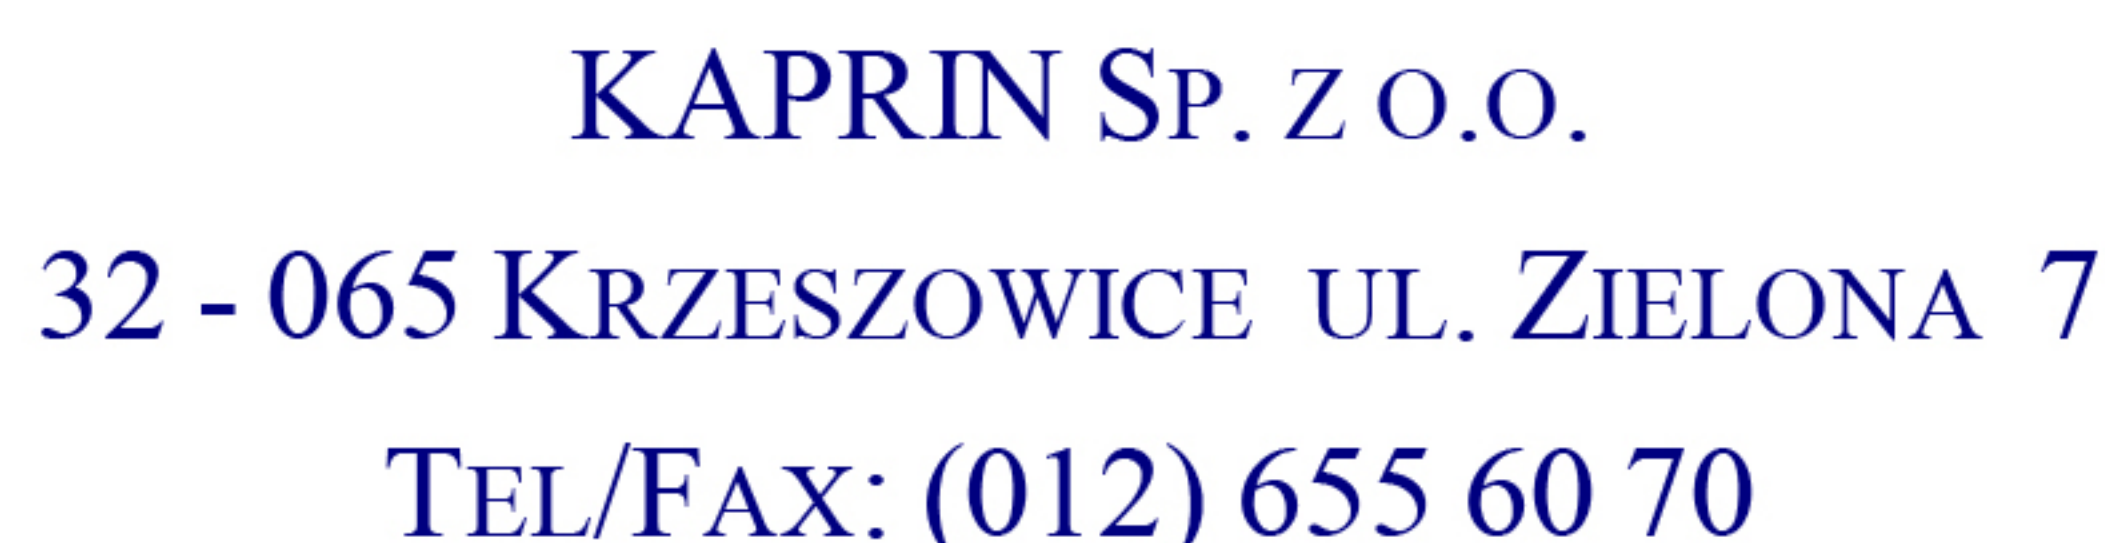 KAPRIN SP. Z O.O.
32 - 065 KRZESZOWICE UL. ZIELONA 7
TEL/FAX: (012) 655 60 70